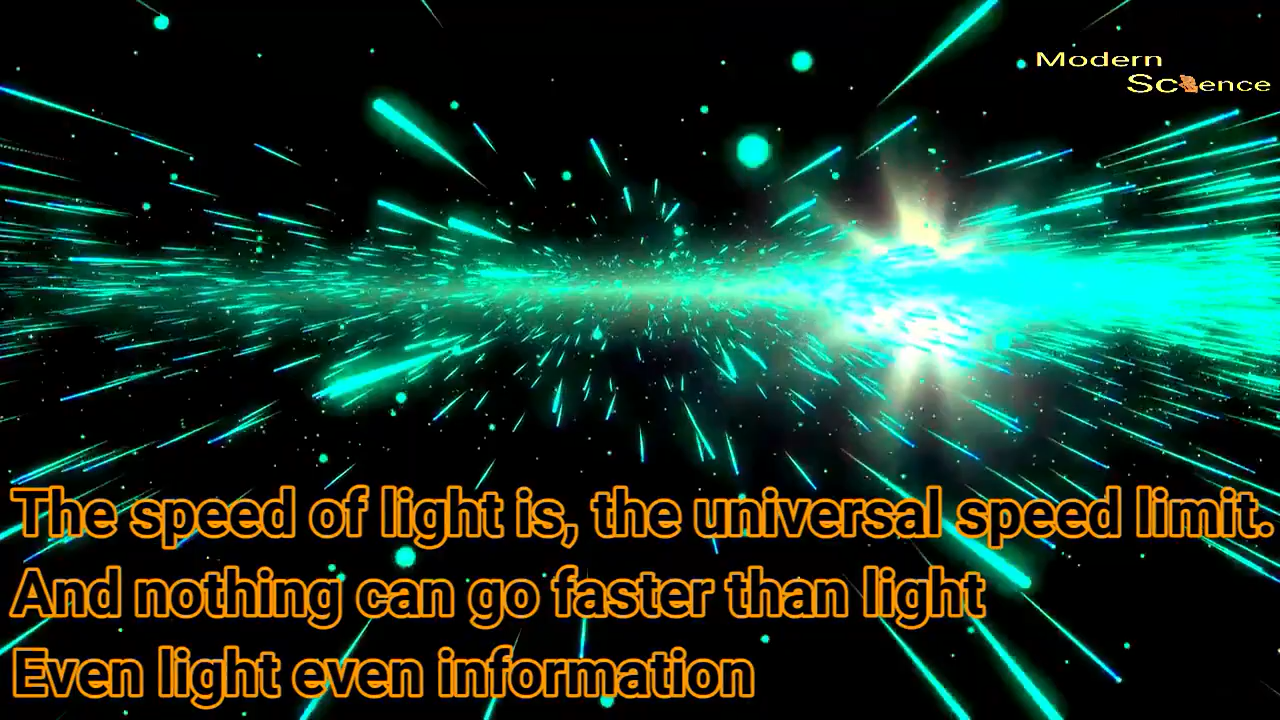 Modern
Science
The speed of light is, the universal speed limit.
And nothing can go faster than light
Even light even information